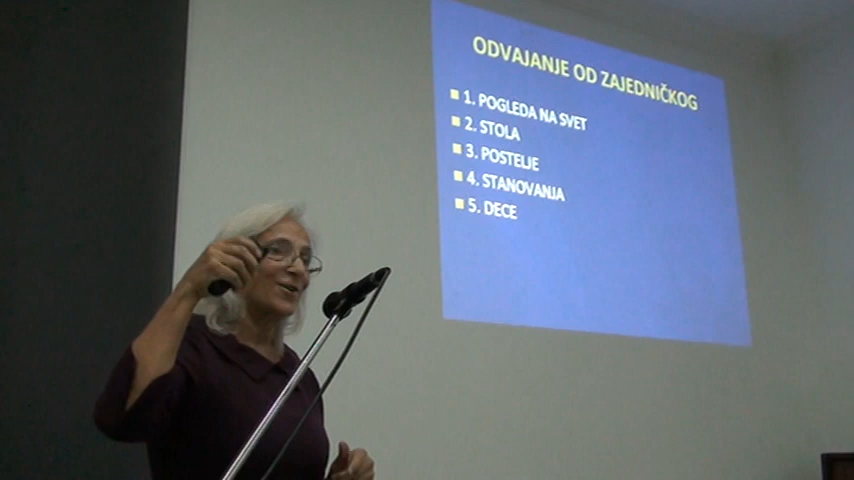 ODVAJANJE OD ZAJEDNIČKOG
1. POGLEDA NA SVET
2. STOLA
3. POSTELJE
4. STANOVANJA
5. DECE